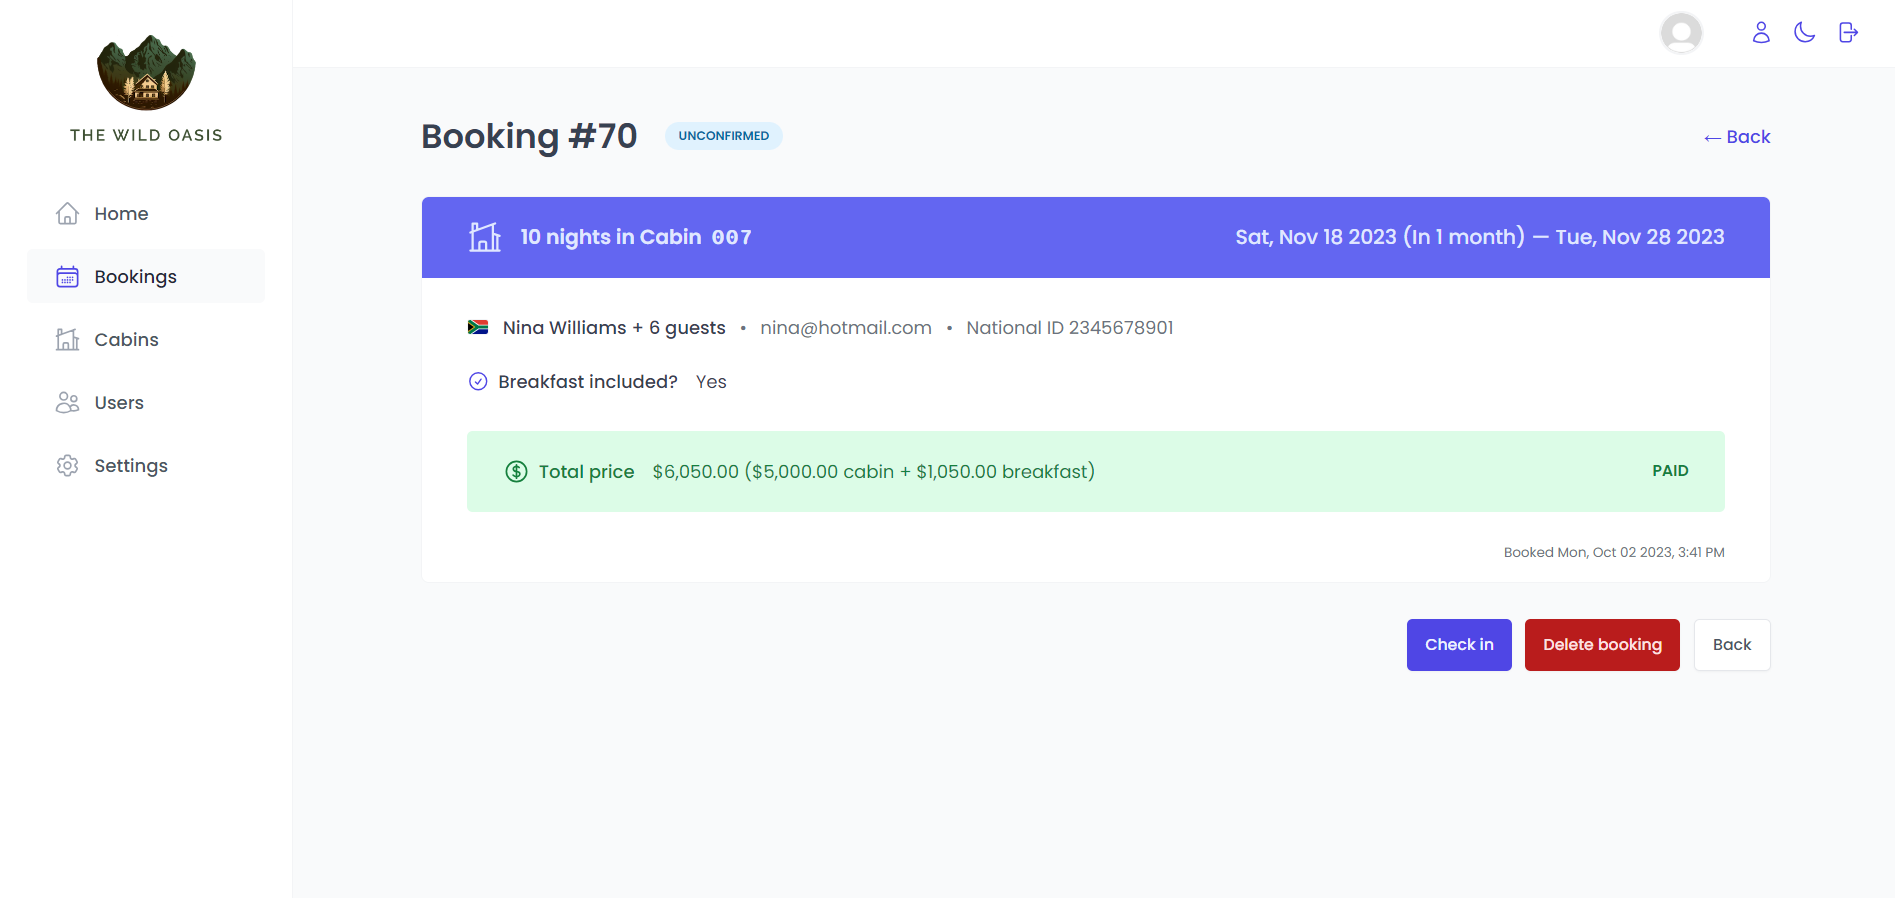 THE WILD OASIS
Home
Bookings
Cabins
Users
Settings
Booking #70 UNCONFIRMED ← Back
10 nights in Cabin 007 Sat, Nov 18 2023 (In 1 month) — Tue, Nov 28 2023
Nina Williams + 6 guests • nina@hotmail.com • National ID 2345678901
Breakfast included? Yes
Total price $6,050.00 ($5,000.00 cabin + $1,050.00 breakfast) PAID
Booked Mon, Oct 02 2023, 3:41 PM
Check in Delete booking Back